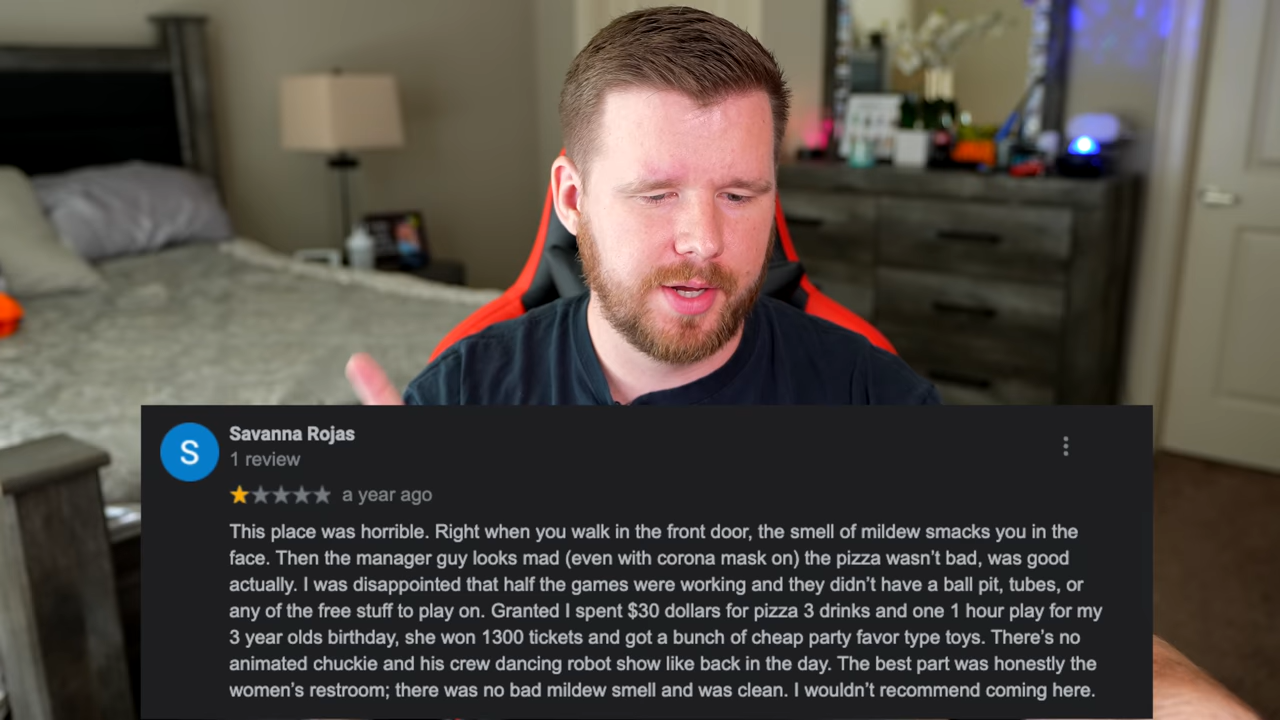 S
Savanna Rojas
1 review
a year ago
This place was horrible. Right when you walk in the front door, the smell of mildew smacks you in the
face. Then the manager guy looks mad (even with corona mask on) the pizza wasn't bad, was good
actually. I was disappointed that half the games were working and they didn't have a ball pit, tubes, or
any of the free stuff to play on. Granted I spent $30 dollars for pizza 3 drinks and one 1 hour play for my
3 year olds birthday, she won 1300 tickets and got a bunch of cheap party favor type toys. There's no
animated chuckie and his crew dancing robot show like back in the day. The best part was honestly the
women's restroom; there was no bad mildew smell and was clean. I wouldn't recommend coming here.